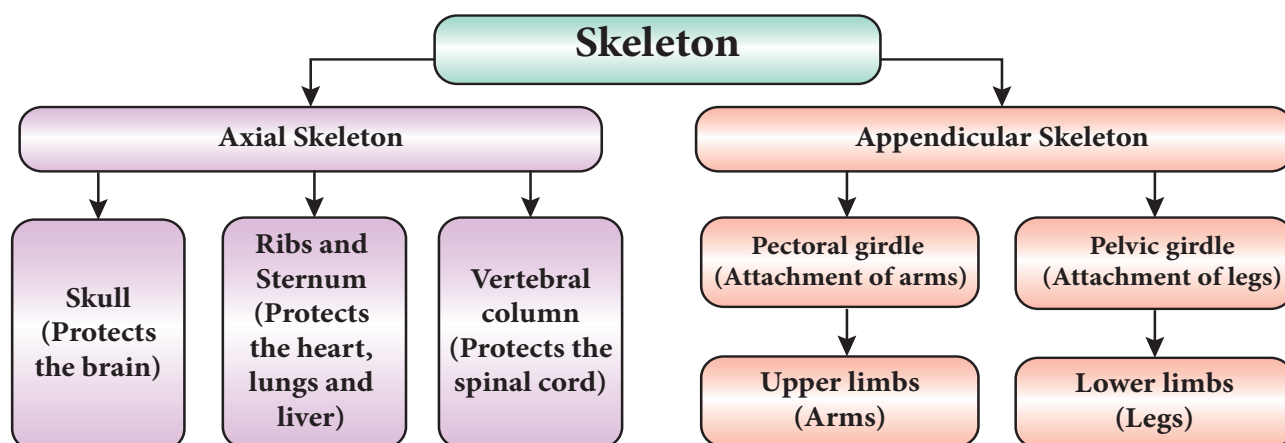 Skeleton
Axial Skeleton
Appendicular Skeleton
Skull
(Protects
the brain)
Ribs and
Sternum
(Protects
the heart,
lungs and
liver)
Vertebral
column
(Protects the
spinal cord)
Pectoral girdle
(Attachment of arms)
Pelvic girdle
(Attachment of legs)
Upper limbs
(Arms)
Lower limbs
(Legs)